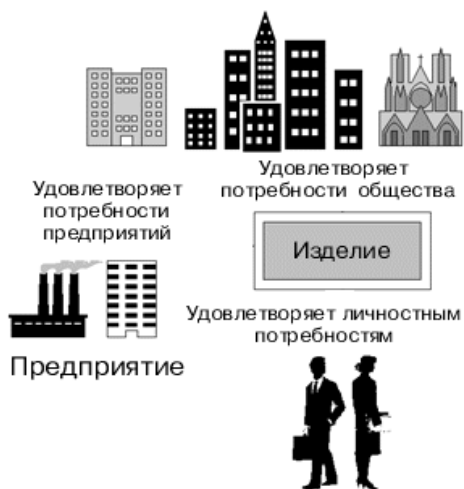 Удовлетворяет
потребности общества
Удовлетворяет
потребности
предприятий
Изделие
Удовлетворяет личностным
потребностям
Предприятие